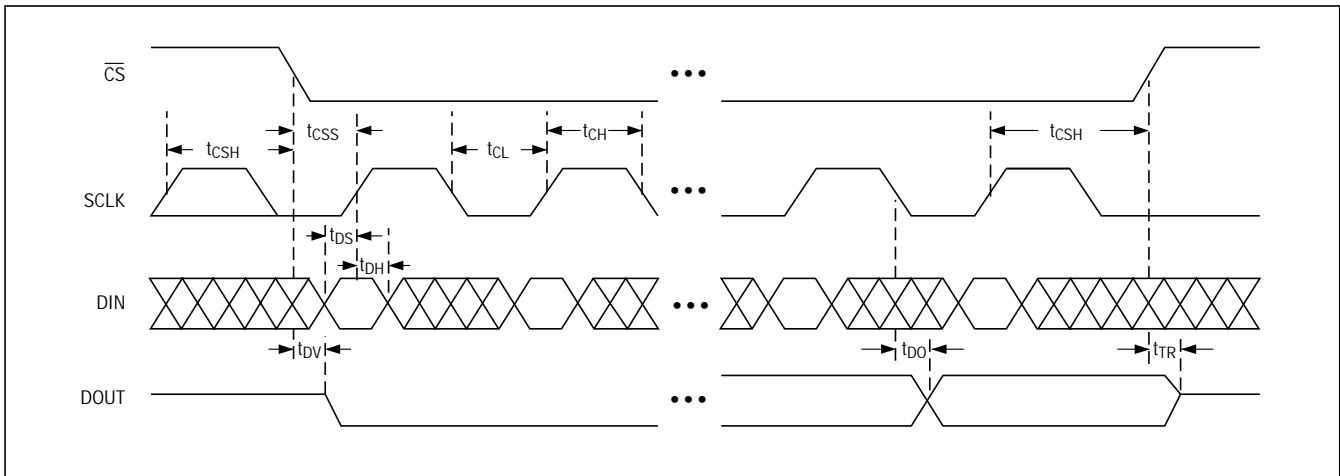 CS
•••
tCSS
tCH
tCSH
tCSH
tCL
SCLK
•••
tDS
tDH
DIN
•••
tDV
tDO
tTR
DOUT
•••